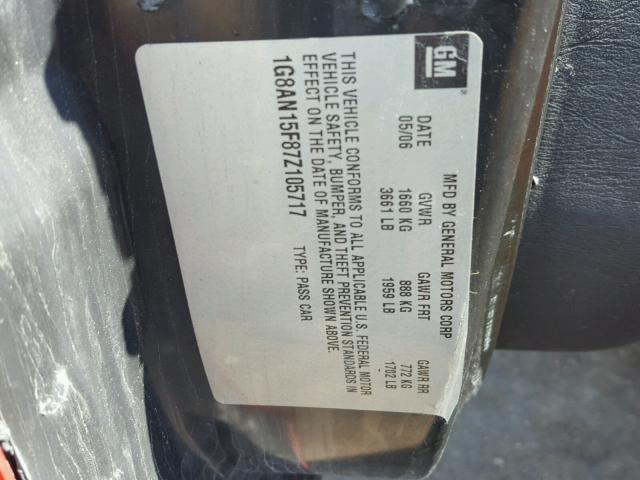 GM
MFD BY GENERAL MOTORS CORP
DATE GVWR GAWR FRT GAWR RR
05/06 1660 KG 888 KG 772 KG
3661 LB 1959 LB 1702 LB
THIS VEHICLE CONFORMS TO ALL APPLICABLE U.S. FEDERAL MOTOR
VEHICLE SAFETY, BUMPER, AND THEFT PREVENTION STANDARDS IN
EFFECT ON THE DATE OF MANUFACTURE SHOWN ABOVE.
1G8AN15F87Z105717 TYPE: PASS CAR